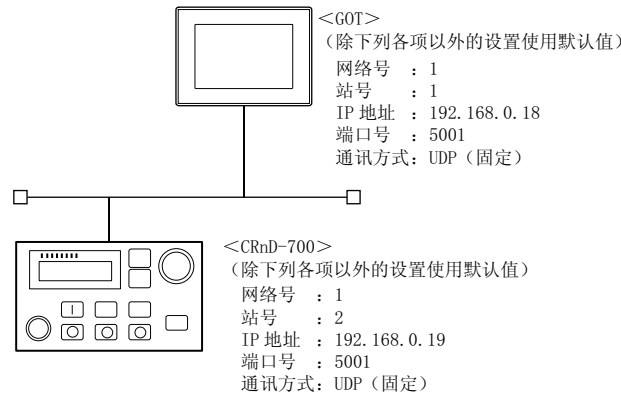 ＜GOT＞
（除下列各项以外的设置使用默认值）
网络号 ：1
站号 ：1
IP 地址 ：192.168.0.18
端口号 ：5001
通讯方式：UDP（固定）
＜CRnD-700＞
（除下列各项以外的设置使用默认值）
网络号 ：1
站号 ：2
IP 地址 ：192.168.0.19
端口号 ：5001
通讯方式：UDP（固定）